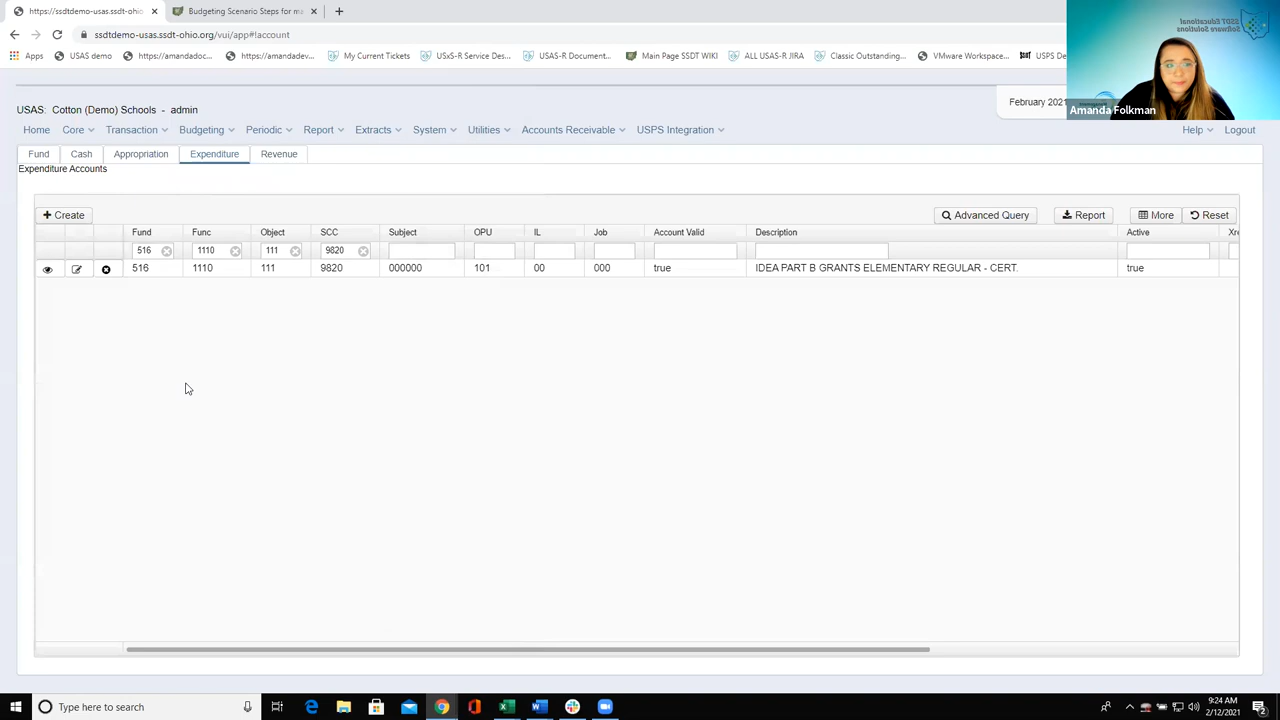 https://ssdtdemo-usas.ssdt-ohio
Budgeting Scenario Steps for ma
ssdtdemo-usas.ssdt-ohio.org/vui/app#!account
Apps
USAS demo
https://amandadoc...
https://amandadev...
My Current Tickets
USxS-R Service Des...
USAS-R Document...
Main Page SSDT WIKI
ALL USAS-R JIRA
Classic Outstanding...
VMware Workspace...
USPS De
SSDT Educational
Software Solutions
Amanda Folkman
USAS: Cotton (Demo) Schools - admin
February 2021
Home Core Transaction Budgeting Periodic Report Extracts System Utilities Accounts Receivable USPS Integration Help Logout
Fund Cash Appropriation Expenditure Revenue
Expenditure Accounts
+ Create Advanced Query Report More Reset
Fund Func Object SCC Subject OPU IL Job Account Valid Description Active Xr
516 1110 111 9820
516 1110 111 9820 000000 101 00 000 true IDEA PART B GRANTS ELEMENTARY REGULAR - CERT. true
Type here to search
9:24 AM
2/12/2021
2